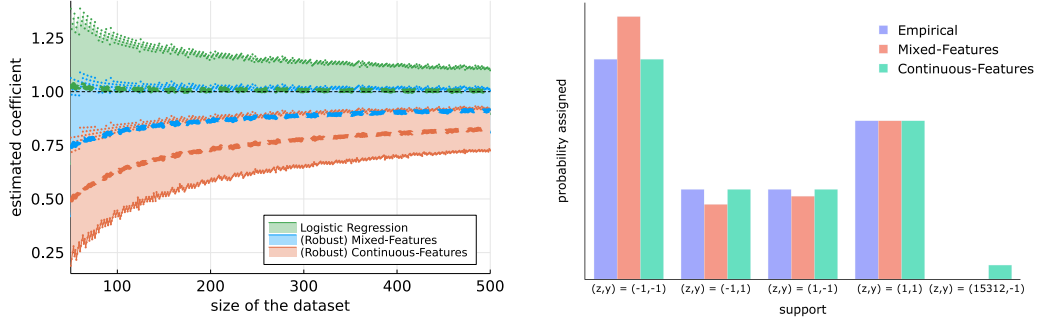 estimated coefficient
1.25
1.00
0.75
0.50
0.25
Logistic Regression
(Robust) Mixed-Features
(Robust) Continuous-Features
100
200
300
400
500
size of the dataset
probability assigned
Empirical
Mixed-Features
Continuous-Features
(z,y) = (-1,-1)
(z,y) = (-1,1)
(z,y) = (1,-1)
(z,y) = (1,1)
(z,y) = (15312,-1)
support